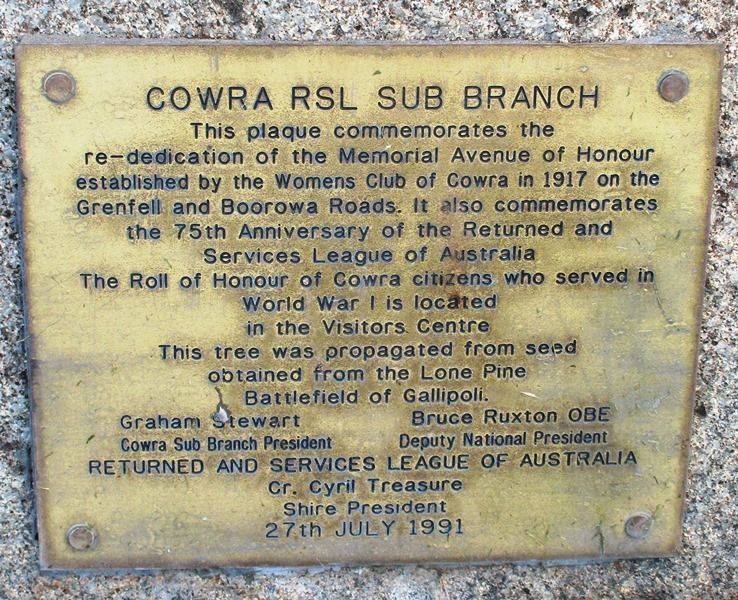 COWRA RSL SUB BRANCH
This plaque commemorates the
re-dedication of the Memorial Avenue of Honour
established by the Womens Club of Cowra in 1917 on the
Grenfell and Boorowa Roads. It also commemorates
the 75th Anniversary of the Returned and
Services League of Australia
The Roll of Honour of Cowra citizens who served in
World War I is located
in the Visitors Centre
This tree was propagated from seed
obtained from the Lone Pine
Battlefield of Gallipoli.
Graham Stewart Bruce Ruxton OBE
Cowra Sub Branch President Deputy National President
RETURNED AND SERVICES LEAGUE OF AUSTRALIA
Cr. Cyril Treasure
Shire President
27th JULY 1991